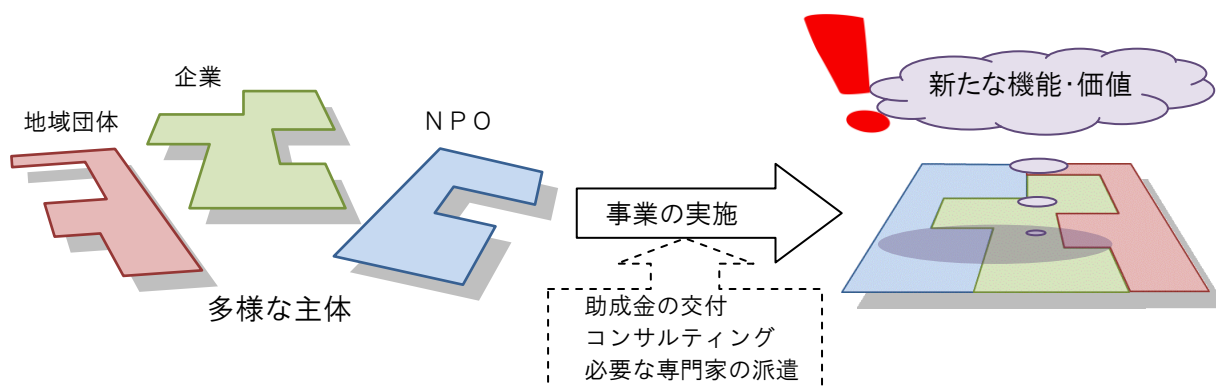 企業
地域団体
ＮＰＯ
多様な主体
事業の実施
助成金の交付
コンサルティング
必要な専門家の派遣
新たな機能・価値